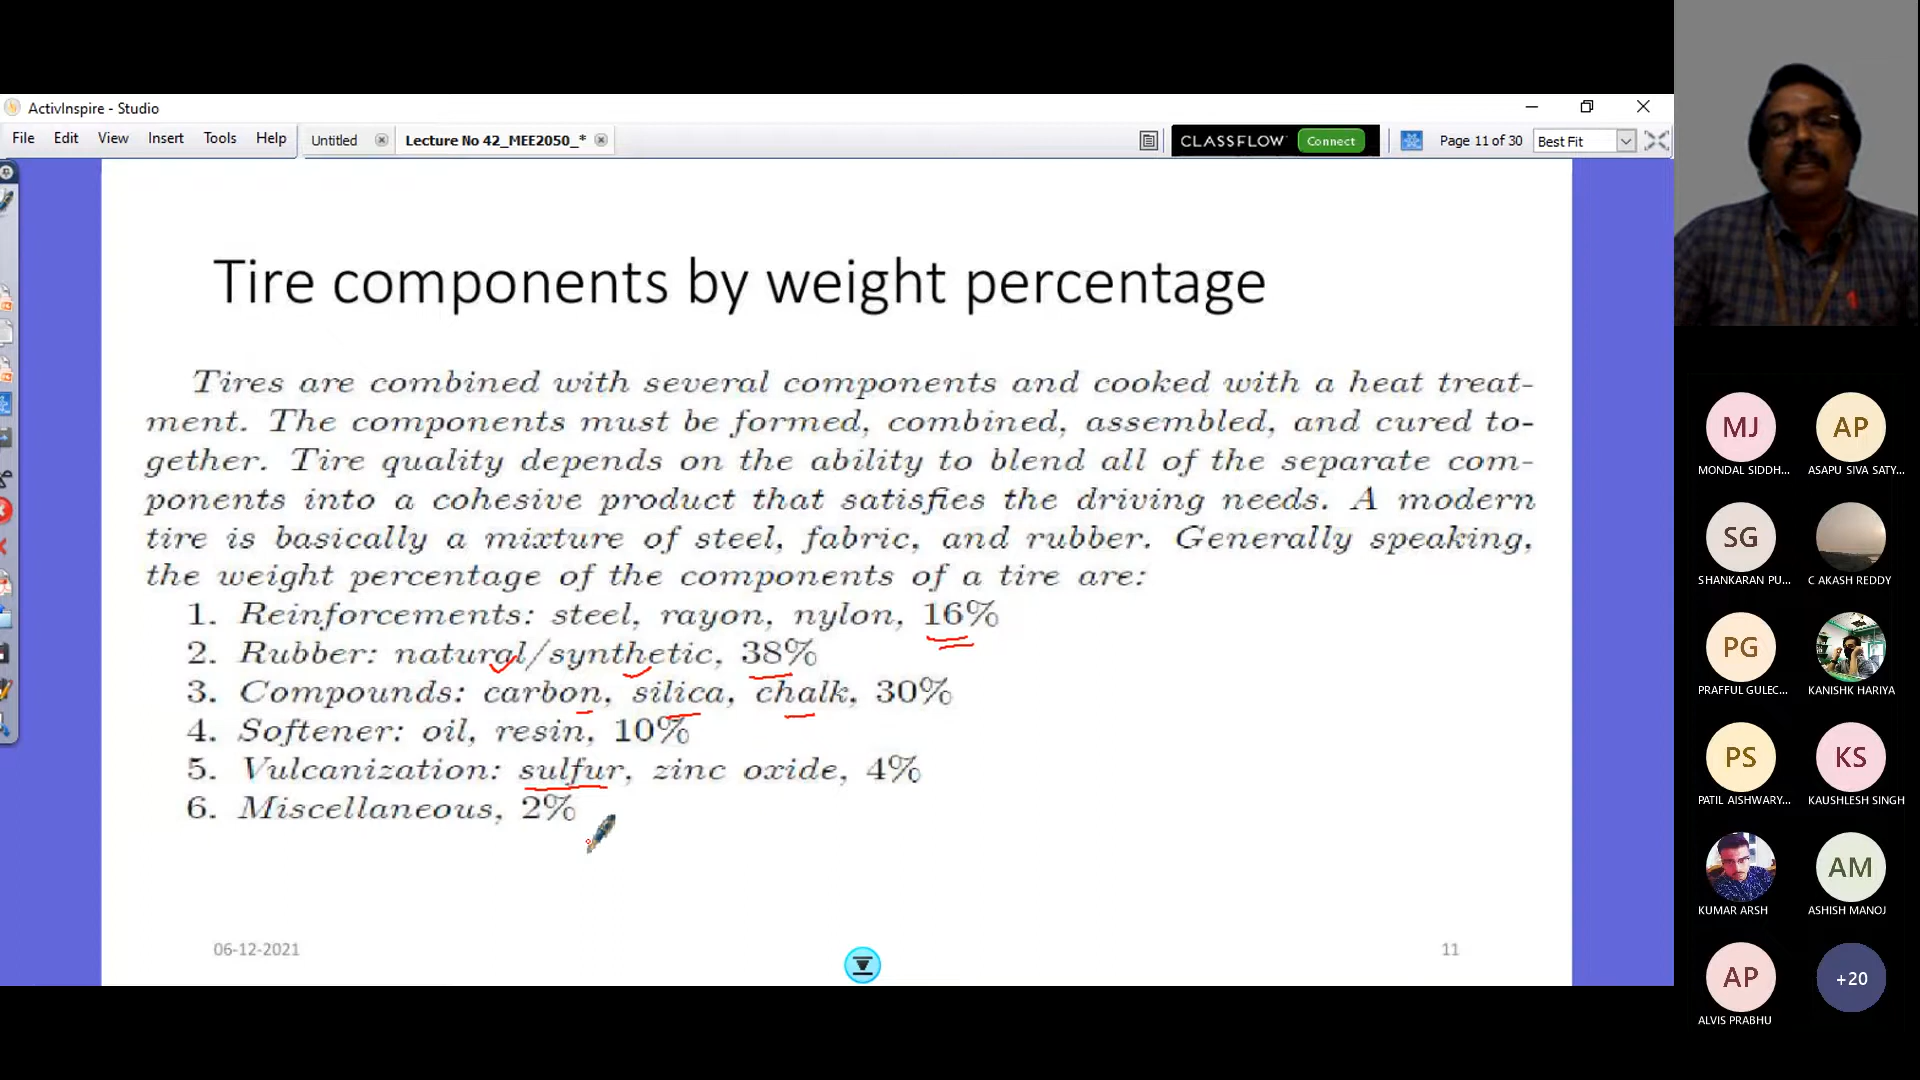 ActivInspire - Studio
File Edit View Insert Tools Help
Untitled
Lecture No 42_MEE2050_*
CLASSFLOW Connect
Page 11 of 30
Best Fit
Tire components by weight percentage
Tires are combined with several components and cooked with a heat treat-
ment. The components must be formed, combined, assembled, and cured to-
gether. Tire quality depends on the ability to blend all of the separate com-
ponents into a cohesive product that satisfies the driving needs. A modern
tire is basically a mixture of steel, fabric, and rubber. Generally speaking,
the weight percentage of the components of a tire are:
1. Reinforcements: steel, rayon, nylon, 16%
2. Rubber: natural/synthetic, 38%
3. Compounds: carbon, silica, chalk, 30%
4. Softener: oil, resin, 10%
5. Vulcanization: sulfur, zinc oxide, 4%
6. Miscellaneous, 2%
06-12-2021
11
MJ
MONDAL SIDDH...
AP
ASAPU SIVA SATY...
SG
SHANKARAN PU...
C AKASH REDDY
PG
PRAFFUL GULEC...
KANISHK HARIYA
PS
PATIL AISHWARY...
KS
KAUSHLESH SINGH
KUMAR ARSH
AM
ASHISH MANOJ
AP
ALVIS PRABHU
+20